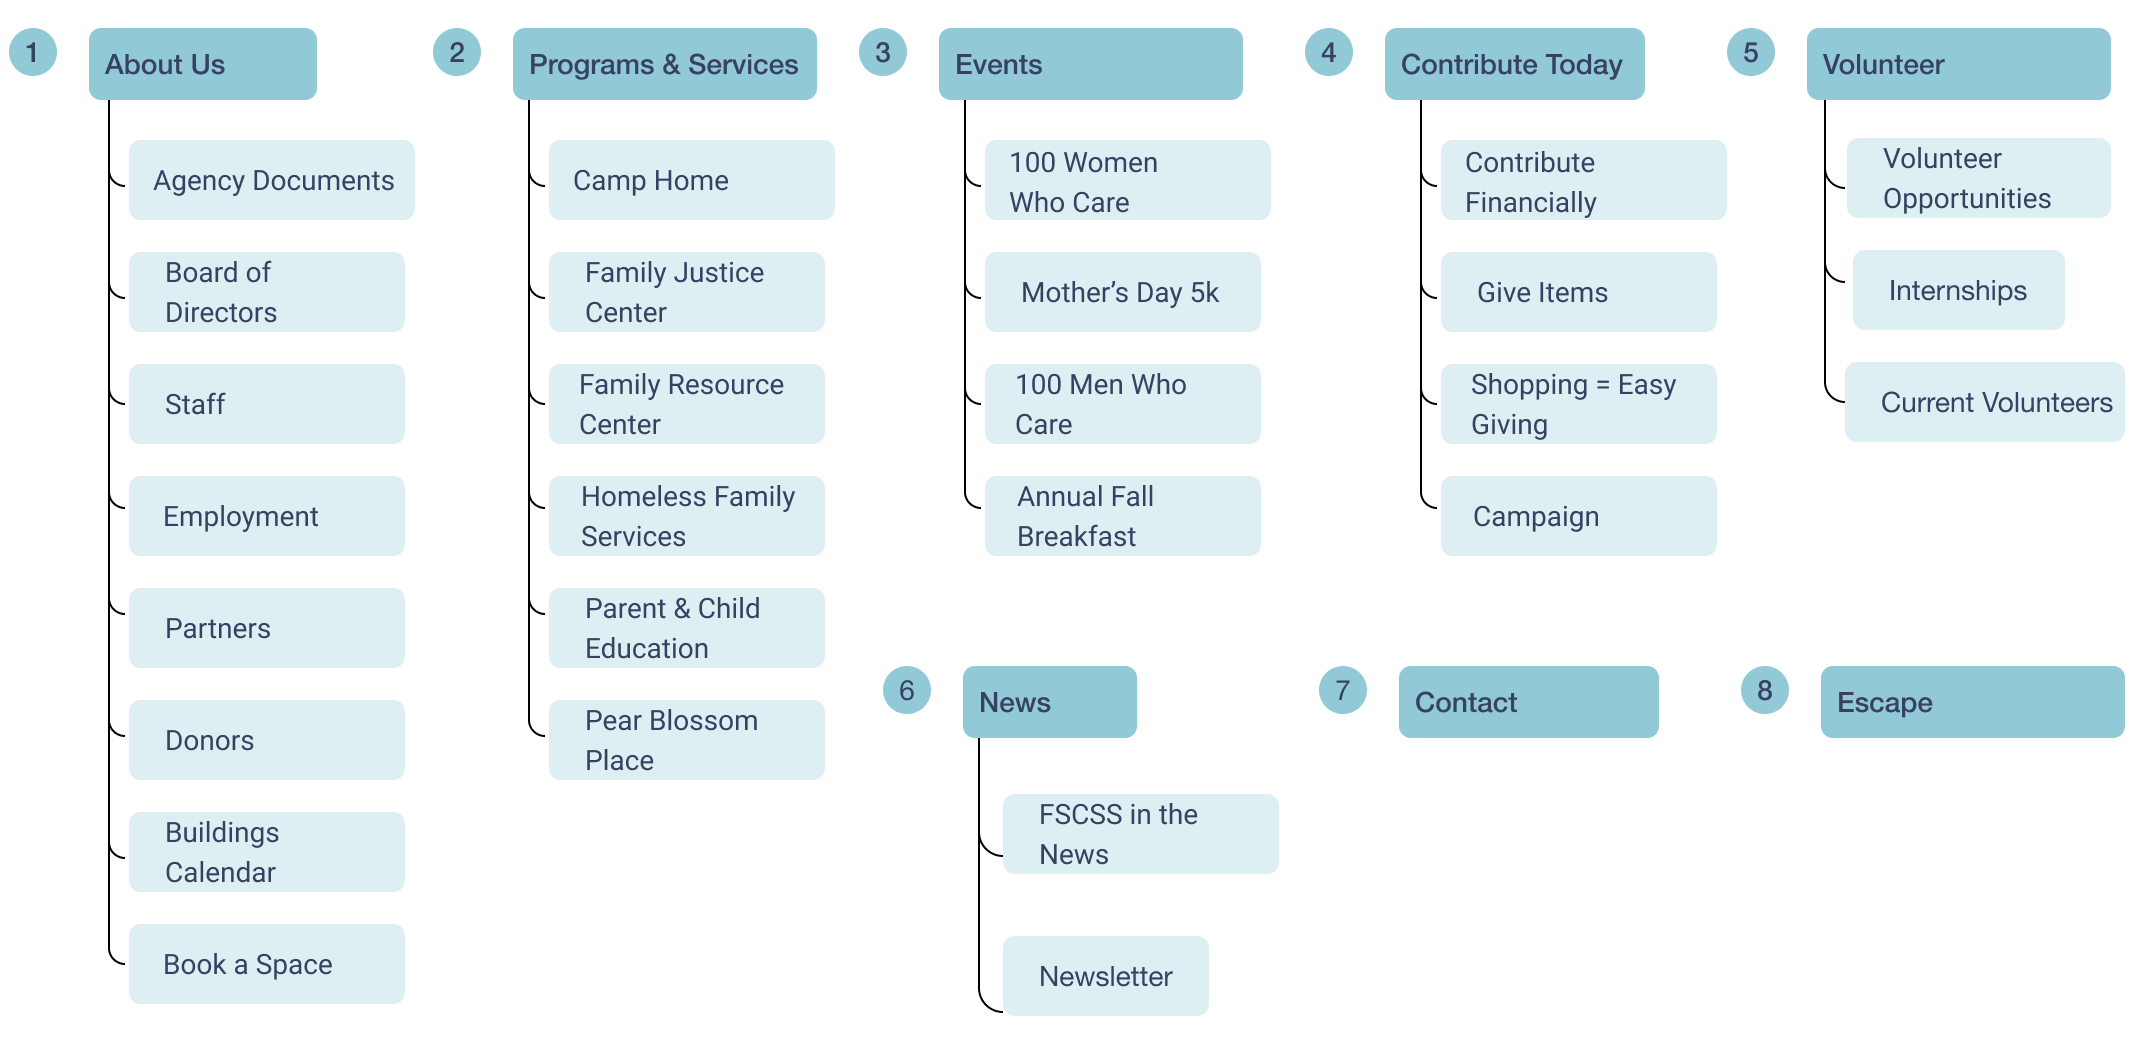 1
About Us
Agency Documents
Board of
Directors
Staff
Employment
Partners
Donors
Buildings
Calendar
Book a Space
2
Programs & Services
Camp Home
Family Justice
Center
Family Resource
Center
Homeless Family
Services
Parent & Child
Education
Pear Blossom
Place
3
Events
100 Women
Who Care
Mother’s Day 5k
100 Men Who
Care
Annual Fall
Breakfast
4
Contribute Today
Contribute
Financially
Give Items
Shopping = Easy
Giving
Campaign
5
Volunteer
Volunteer
Opportunities
Internships
Current Volunteers
6
News
FSCSS in the
News
Newsletter
7
Contact
8
Escape